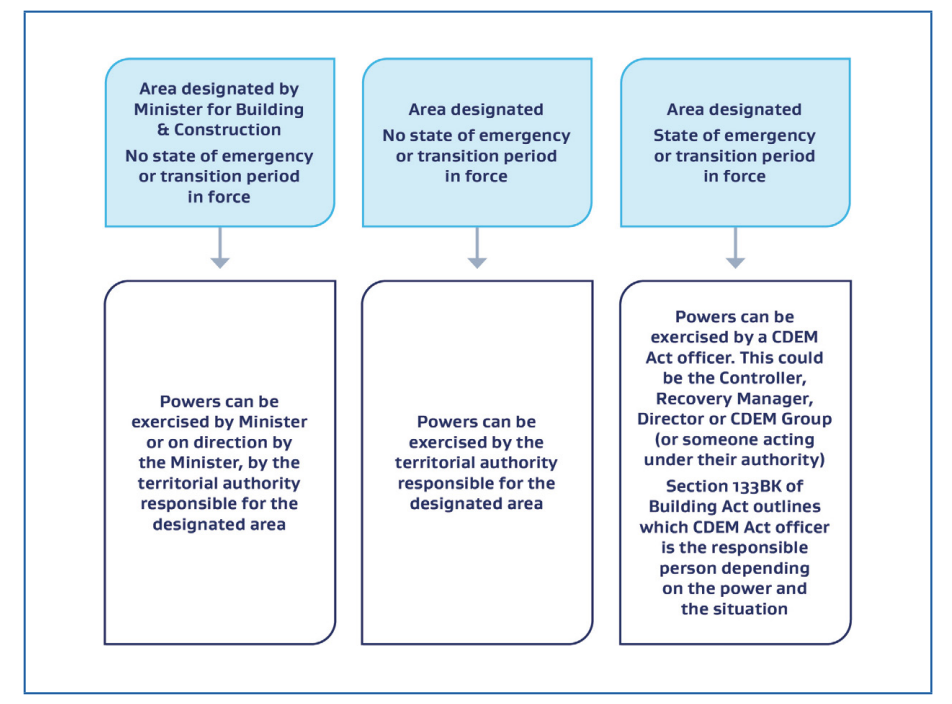 Area designated by
Minister for Building
& Construction
No state of emergency
or transition period
in force
Area designated
No state of emergency
or transition period
in force
Area designated
State of emergency
or transition period
in force
Powers can be
exercised by Minister
or on direction by
the Minister, by the
territorial authority
responsible for the
designated area
Powers can be
exercised by the
territorial authority
responsible for the
designated area
Powers can be
exercised by a CDEM
Act officer. This could
be the Controller,
Recovery Manager,
Director or CDEM Group
(or someone acting
under their authority)
Section 133BK of
Building Act outlines
which CDEM Act officer
is the responsible
person depending
on the power and
the situation